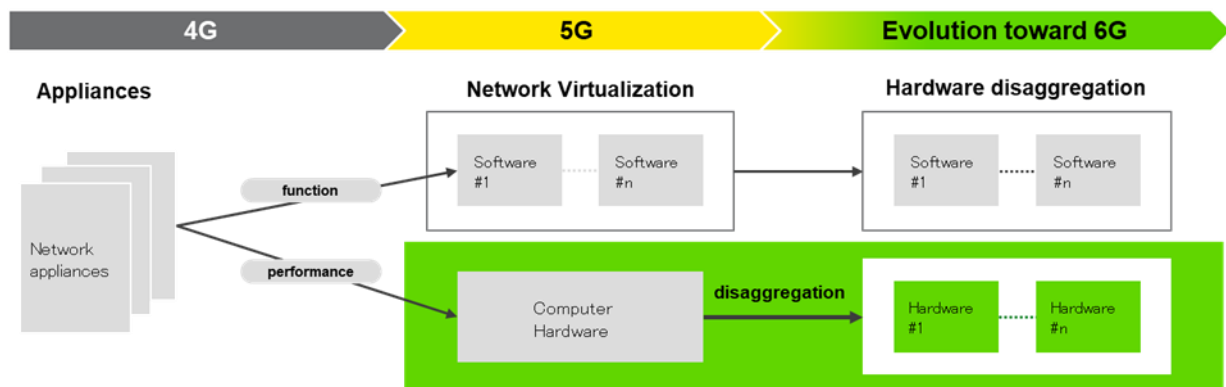 4G
5G
Evolution toward 6G
Appliances
Network Virtualization
Hardware disaggregation
Software
#1
Software
#n
Software
#1
Software
#n
function
Network
appliances
performance
Computer
Hardware
disaggregation
Hardware
#1
Hardware
#n